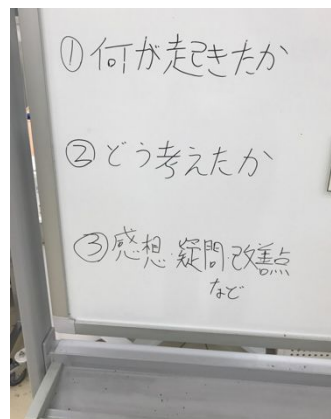 ①何が起きたか
②どう考えたか
③感想・疑問・改善点
など